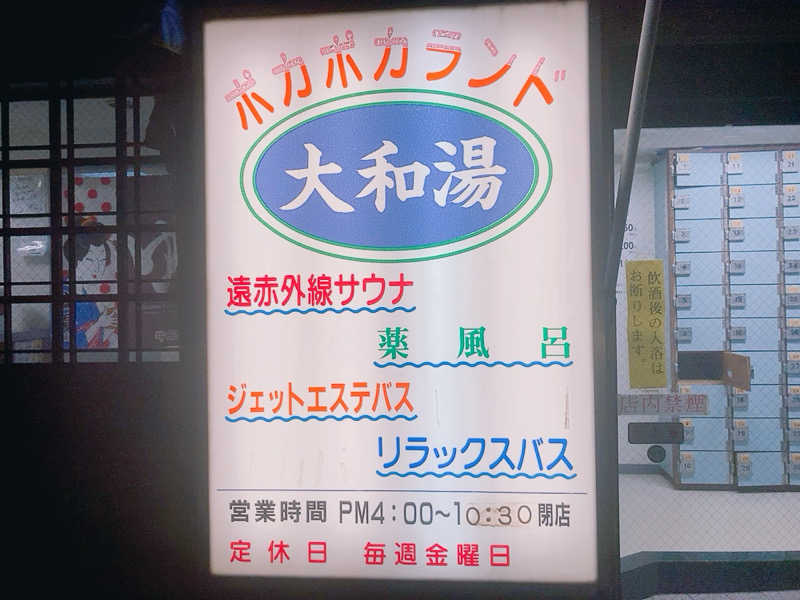 ポカポカランド
大和湯
遠赤外線サウナ
薬風呂
ジェットエステバス
リラックスバス
営業時間 PM4:00〜10:30 閉店
定休日 毎週金曜日
飲酒後の入浴は
お断りします。
店内禁煙